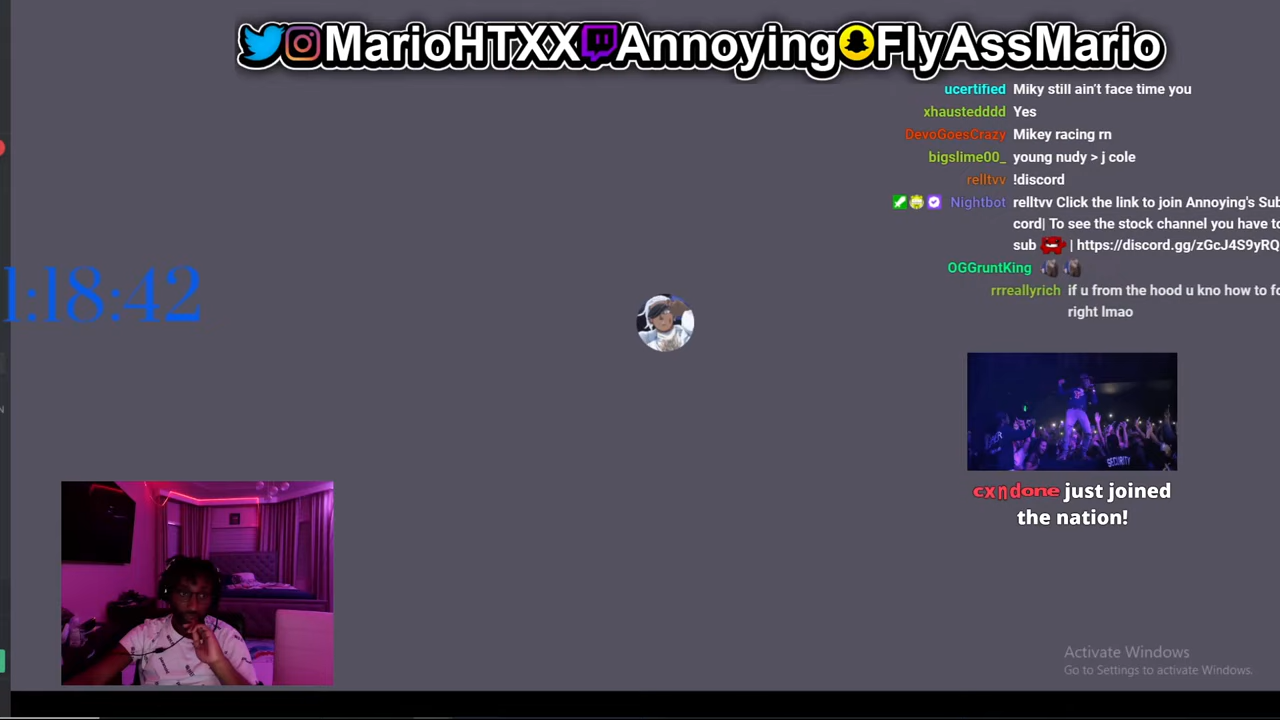 MarioHTXX Annoying FlyAssMario
ucertified Miky still ain't face time you
xhaustedddd Yes
DevoGoesCrazy Mikey racing rn
bigslime00_ young nudy > j cole
relltvv !discord
Nightbot relltvv Click the link to join Annoying's Sub
cord| To see the stock channel you have to
sub | https://discord.gg/zGcJ4S9yRQ
OGGruntKing
rrreallyrich if u from the hood u kno how to fo
right lmao
1:18:42
SECURITY
cxndone just joined
the nation!
Activate Windows
Go to Settings to activate Windows.